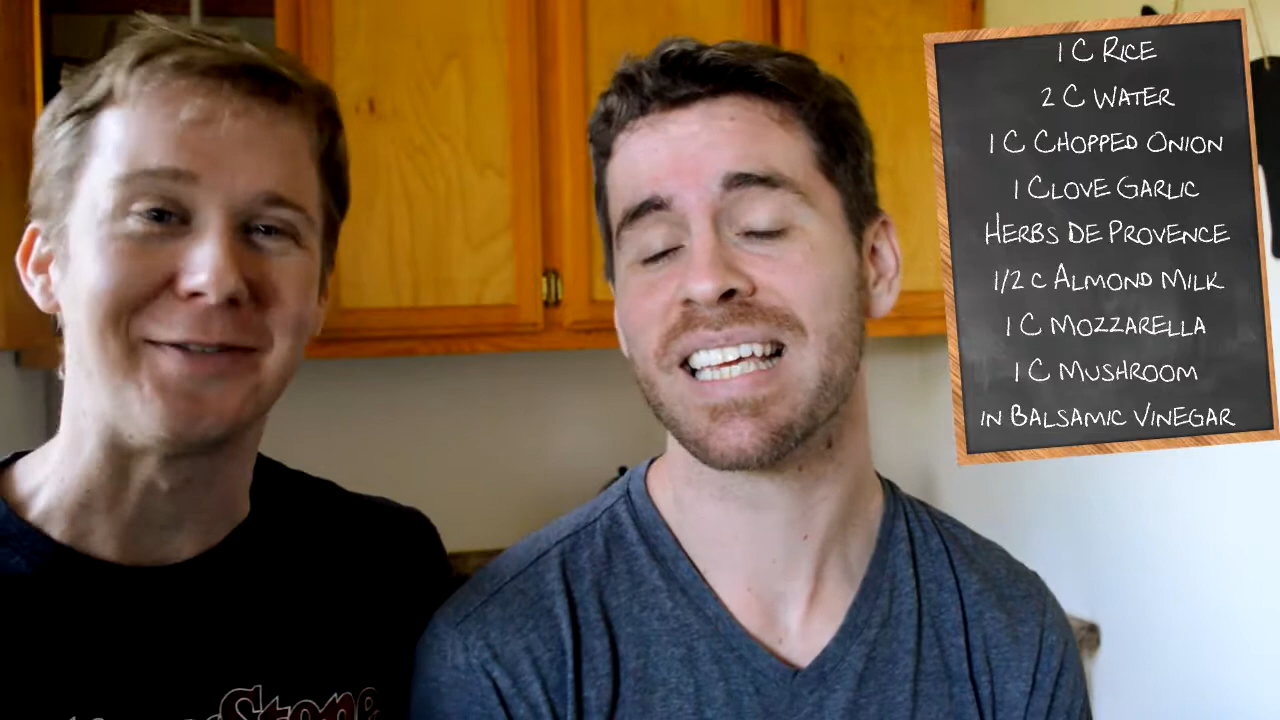 1 C RICE
2 C WATER
1 C CHOPPED ONION
1 CLOVE GARLIC
HERBS DE PROVENCE
1/2 C ALMOND MILK
1 C MOZZARELLA
1 C MUSHROOM
IN BALSAMIC VINEGAR
Stone